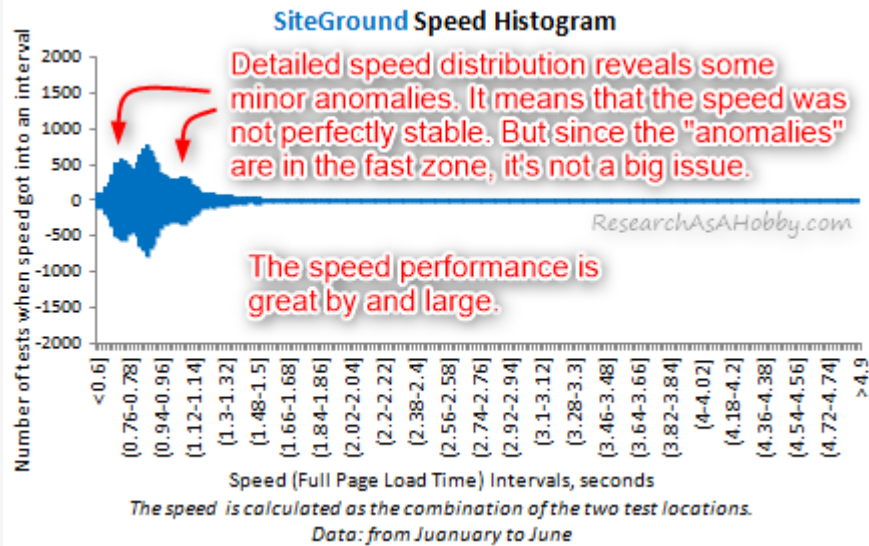 SiteGround Speed Histogram
Number of tests when speed got into an interval
2000
1500
1000
500
0
-500
-1000
-1500
-2000
Detailed speed distribution reveals some
minor anomalies. It means that the speed was
not perfectly stable. But since the "anomalies"
are in the fast zone, it's not a big issue.
ResearchAsAHobby.com
The speed performance is
great by and large.
<0.6]
(0.76-0.78]
(0.94-0.96]
(1.12-1.14]
(1.3-1.32]
(1.48-1.5]
(1.66-1.68]
(1.84-1.86]
(2.02-2.04]
(2.2-2.22]
(2.38-2.4]
(2.56-2.58]
(2.74-2.76]
(2.92-2.94]
(3.1-3.12]
(3.28-3.3]
(3.46-3.48]
(3.64-3.66]
(3.82-3.84]
(4-4.02]
(4.18-4.2]
(4.36-4.38]
(4.54-4.56]
(4.72-4.74]
>4.9
Speed (Full Page Load Time) Intervals, seconds
The speed is calculated as the combination of the two test locations.
Data: from Juanuary to June